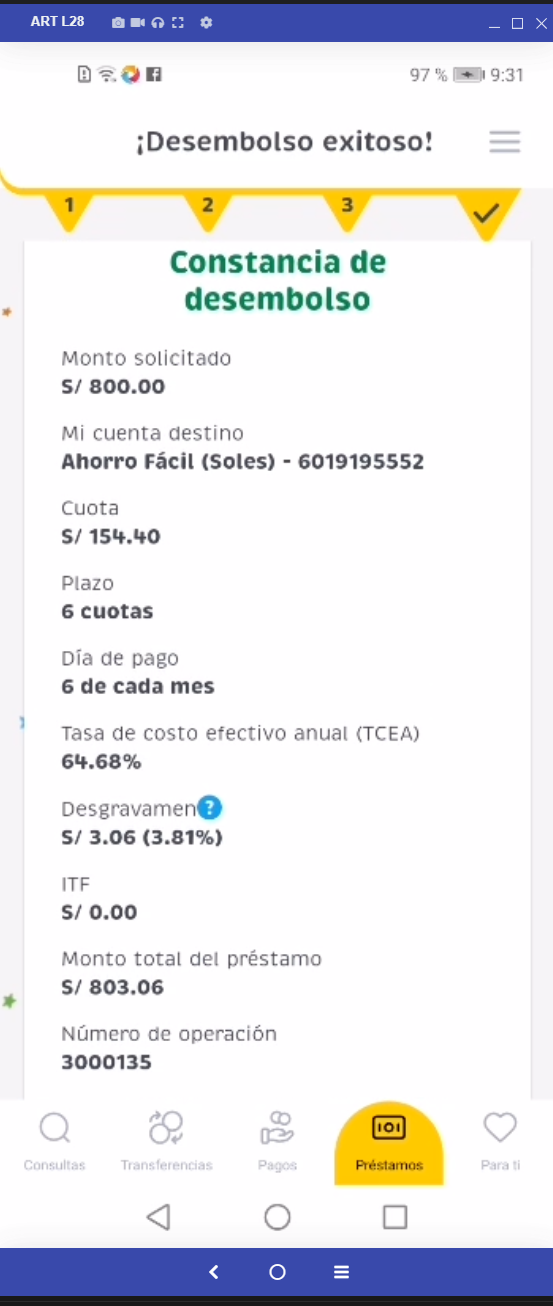 ART L28
97 % 9:31
¡Desembolso exitoso!
1 2 3
Constancia de
desembolso
Monto solicitado
S/ 800.00
Mi cuenta destino
Ahorro Fácil (Soles) - 6019195552
Cuota
S/ 154.40
Plazo
6 cuotas
Día de pago
6 de cada mes
Tasa de costo efectivo anual (TCEA)
64.68%
Desgravamen ?
S/ 3.06 (3.81%)
ITF
S/ 0.00
Monto total del préstamo
S/ 803.06
Número de operación
3000135
Consultas Transferencias Pagos Préstamos Para ti